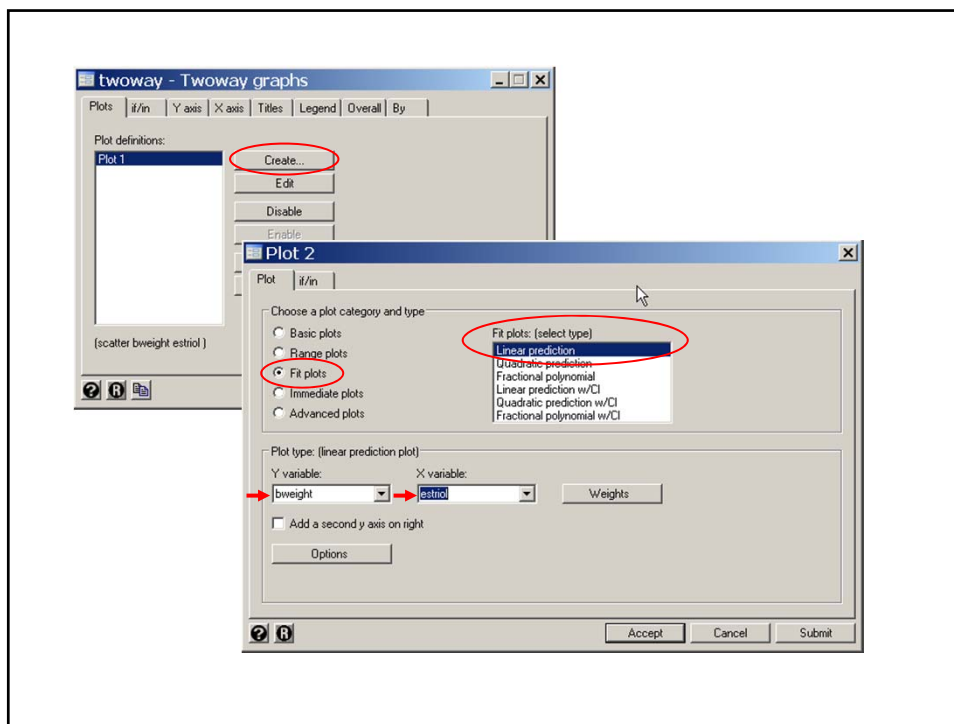 twoway - Twoway graphs
Plots if/in Y axis X axis Titles Legend Overall By
Plot definitions:
Plot 1
Create...
Edit
Disable
Enable
(scatter bweight estriol )
Plot 2
Plot if/in
Choose a plot category and type
Basic plots
Range plots
Fit plots
Immediate plots
Advanced plots
Fit plots: (select type)
Linear prediction
Quadratic prediction
Fractional polynomial
Linear prediction w/CI
Quadratic prediction w/CI
Fractional polynomial w/CI
Plot type: (linear prediction plot)
Y variable: X variable:
bweight estriol Weights
Add a second y axis on right
Options
Accept Cancel Submit